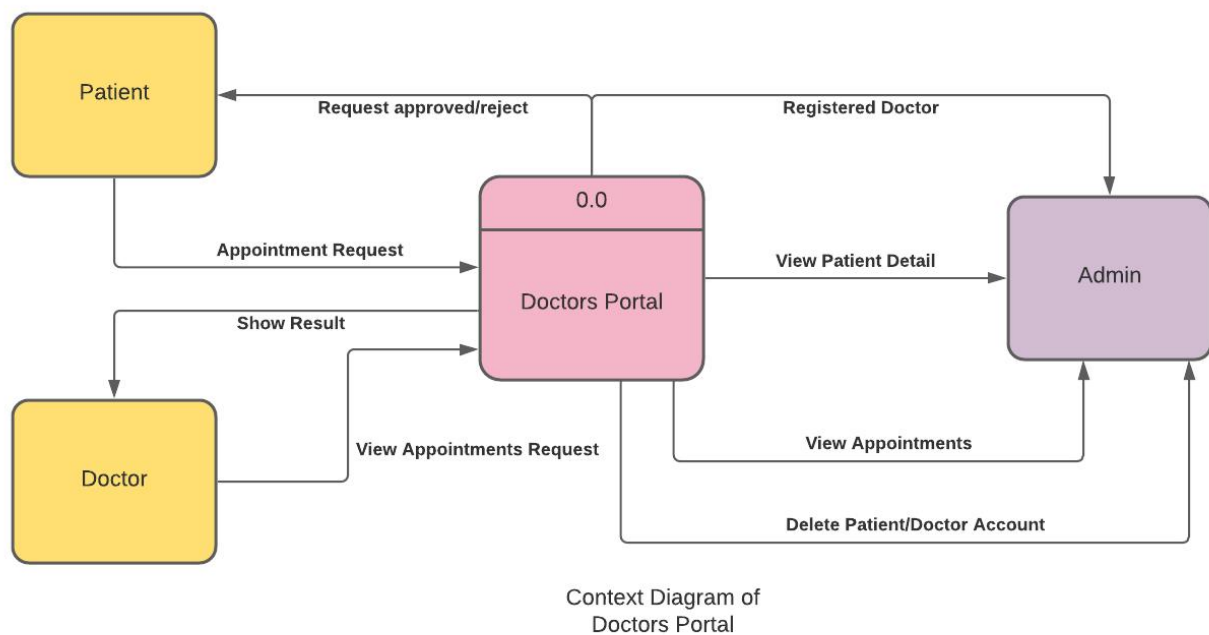 Patient
Request approved/reject
Registered Doctor
0.0
Appointment Request
View Patient Detail
Admin
Doctors Portal
Show Result
View Appointments
View Appointments Request
Doctor
Delete Patient/Doctor Account
Context Diagram of
Doctors Portal